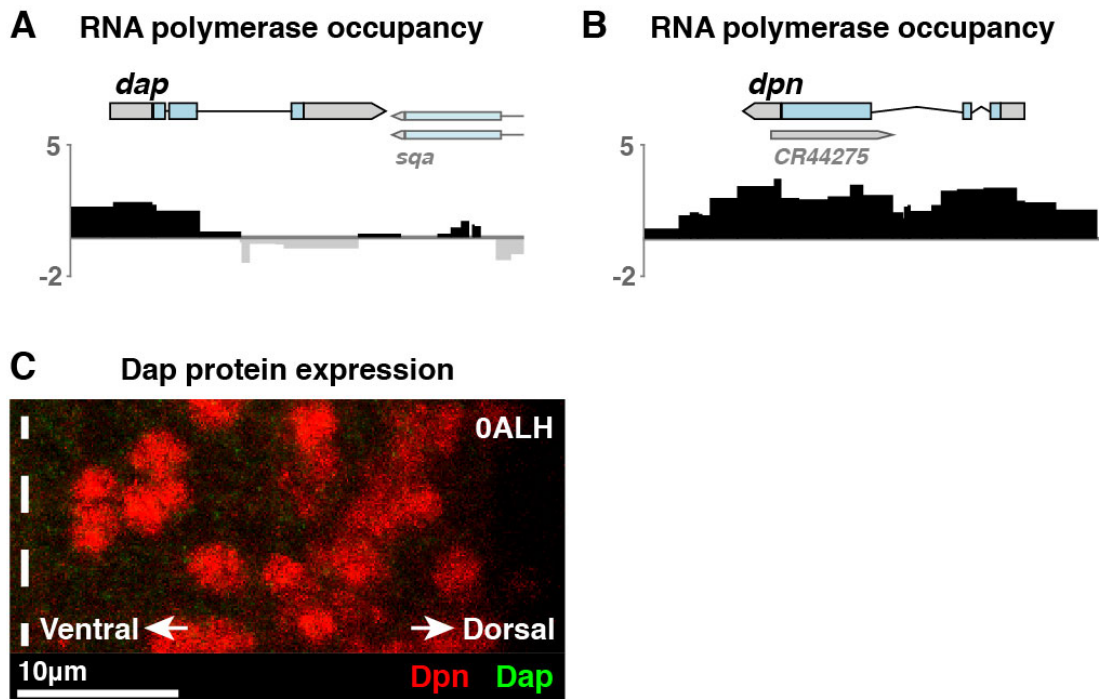 A RNA polymerase occupancy
dap
5
sqa
-2
B RNA polymerase occupancy
dpn
5
CR44275
-2
C Dap protein expression
0ALH
Ventral Dorsal
10μm Dpn Dap